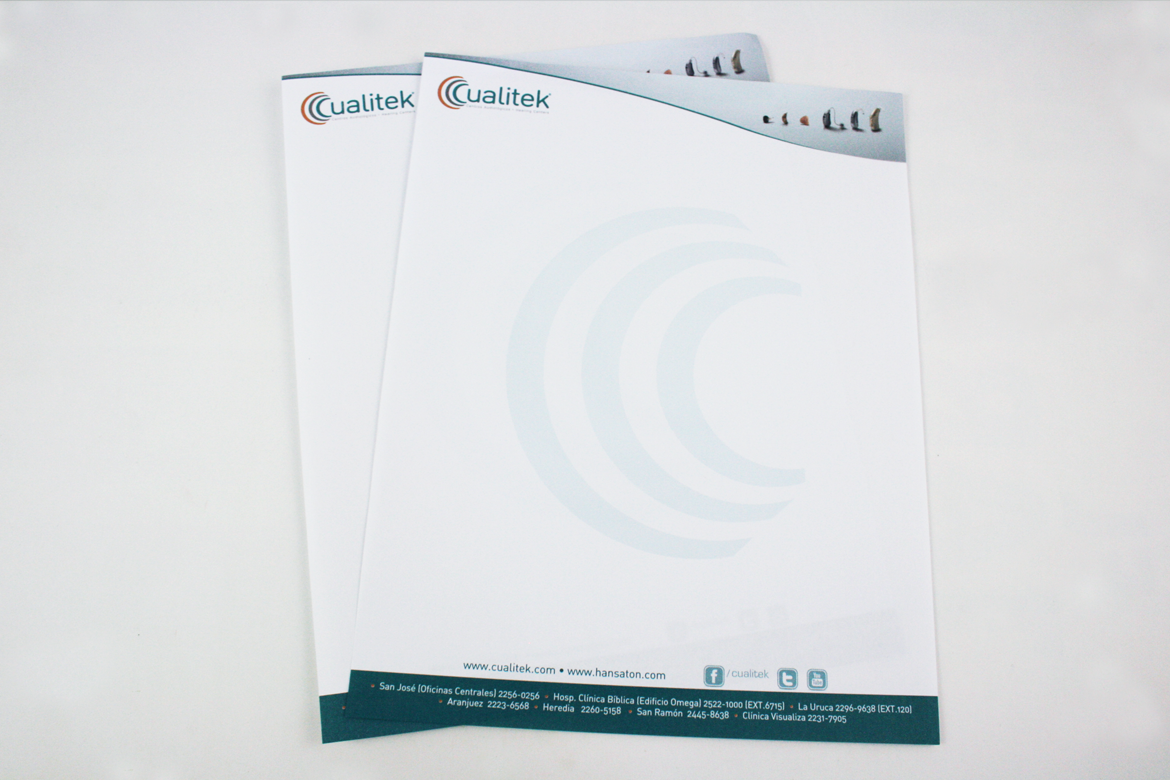 Cualitek
Cualitek
www.cualitek.com • www.hansaton.com
f /cualitek t You Tube
• San José (Oficinas Centrales) 2256-0256 • Hosp. Clínica Bíblica (Edificio Omega) 2522-1000 (EXT.6715) • La Uruca 2296-9638 (EXT.120)
• Aranjuez 2223-6568 • Heredia 2260-5158 • San Ramón 2445-8638 • Clínica Visualiza 2231-7905